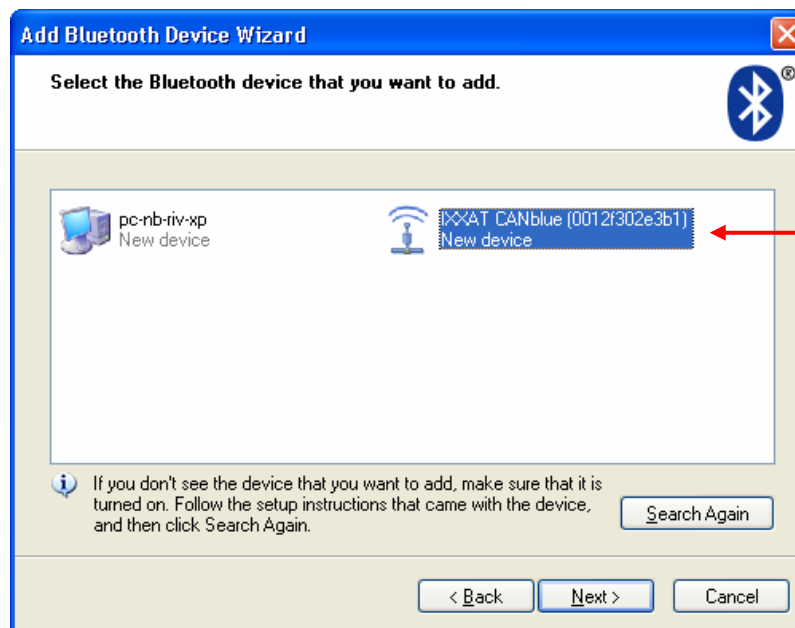 Add Bluetooth Device Wizard
Select the Bluetooth device that you want to add.
®
pc-nb-riv-xp
New device
IXXAT CANblue (0012f302e3b1)
New device
If you don't see the device that you want to add, make sure that it is
turned on. Follow the setup instructions that came with the device,
and then click Search Again.
Search Again
< Back
Next >
Cancel